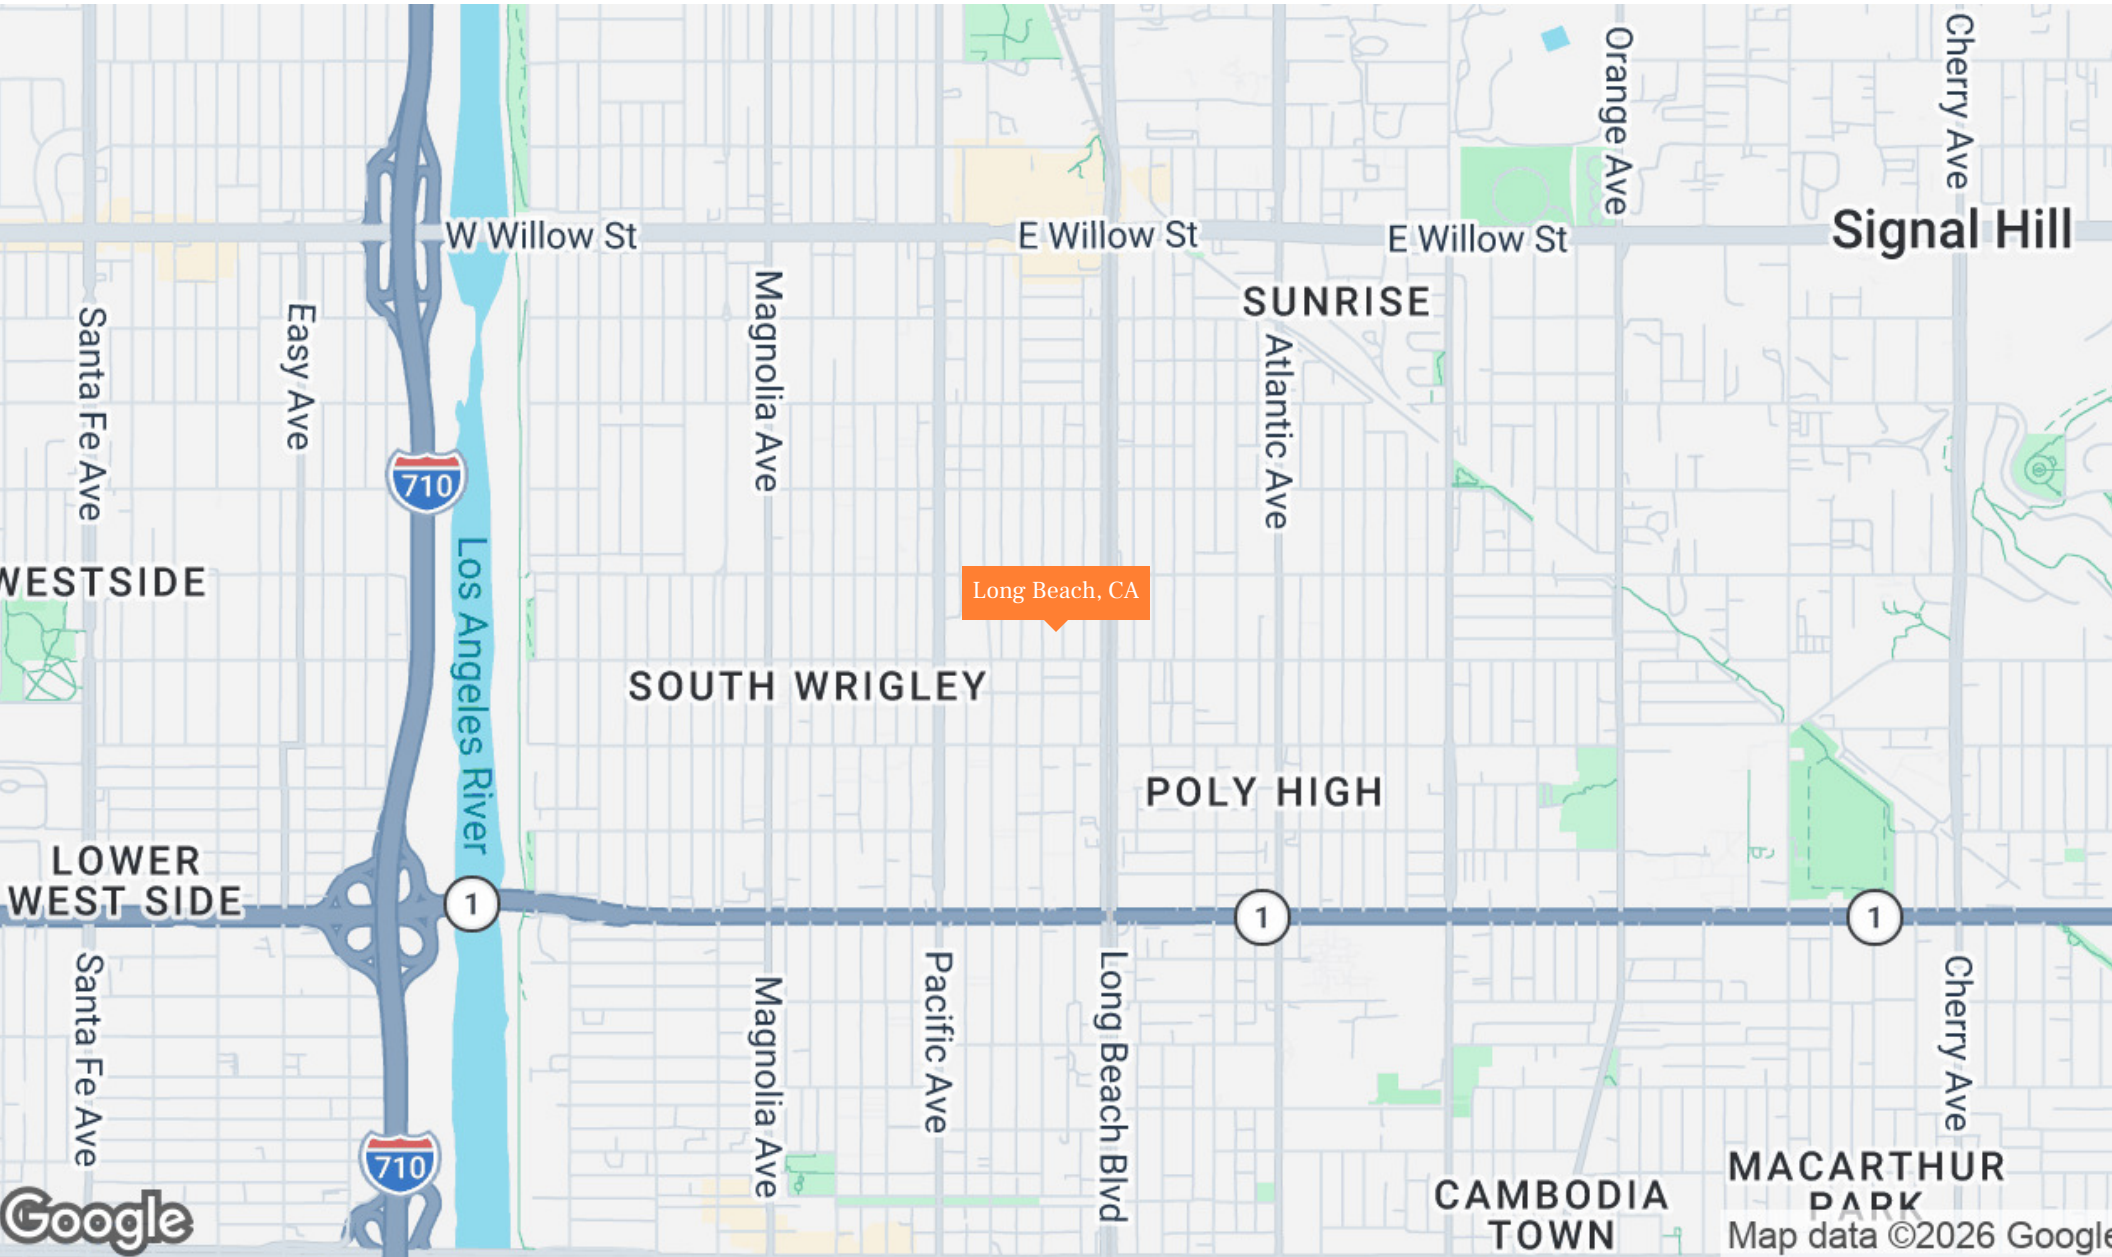 Orange Ave
Cherry Ave
W Willow St
E Willow St
E Willow St
Signal Hill
SUNRISE
Santa Fe Ave
Easy Ave
Magnolia Ave
Atlantic Ave
710
Los Angeles River
WESTSIDE
Long Beach, CA
SOUTH WRIGLEY
POLY HIGH
LOWER
WEST SIDE
1
1
1
Santa Fe Ave
Magnolia Ave
Pacific Ave
Long Beach Blvd
Cherry Ave
710
CAMBODIA
TOWN
MACARTHUR
PARK
Google
Map data ©2026 Google